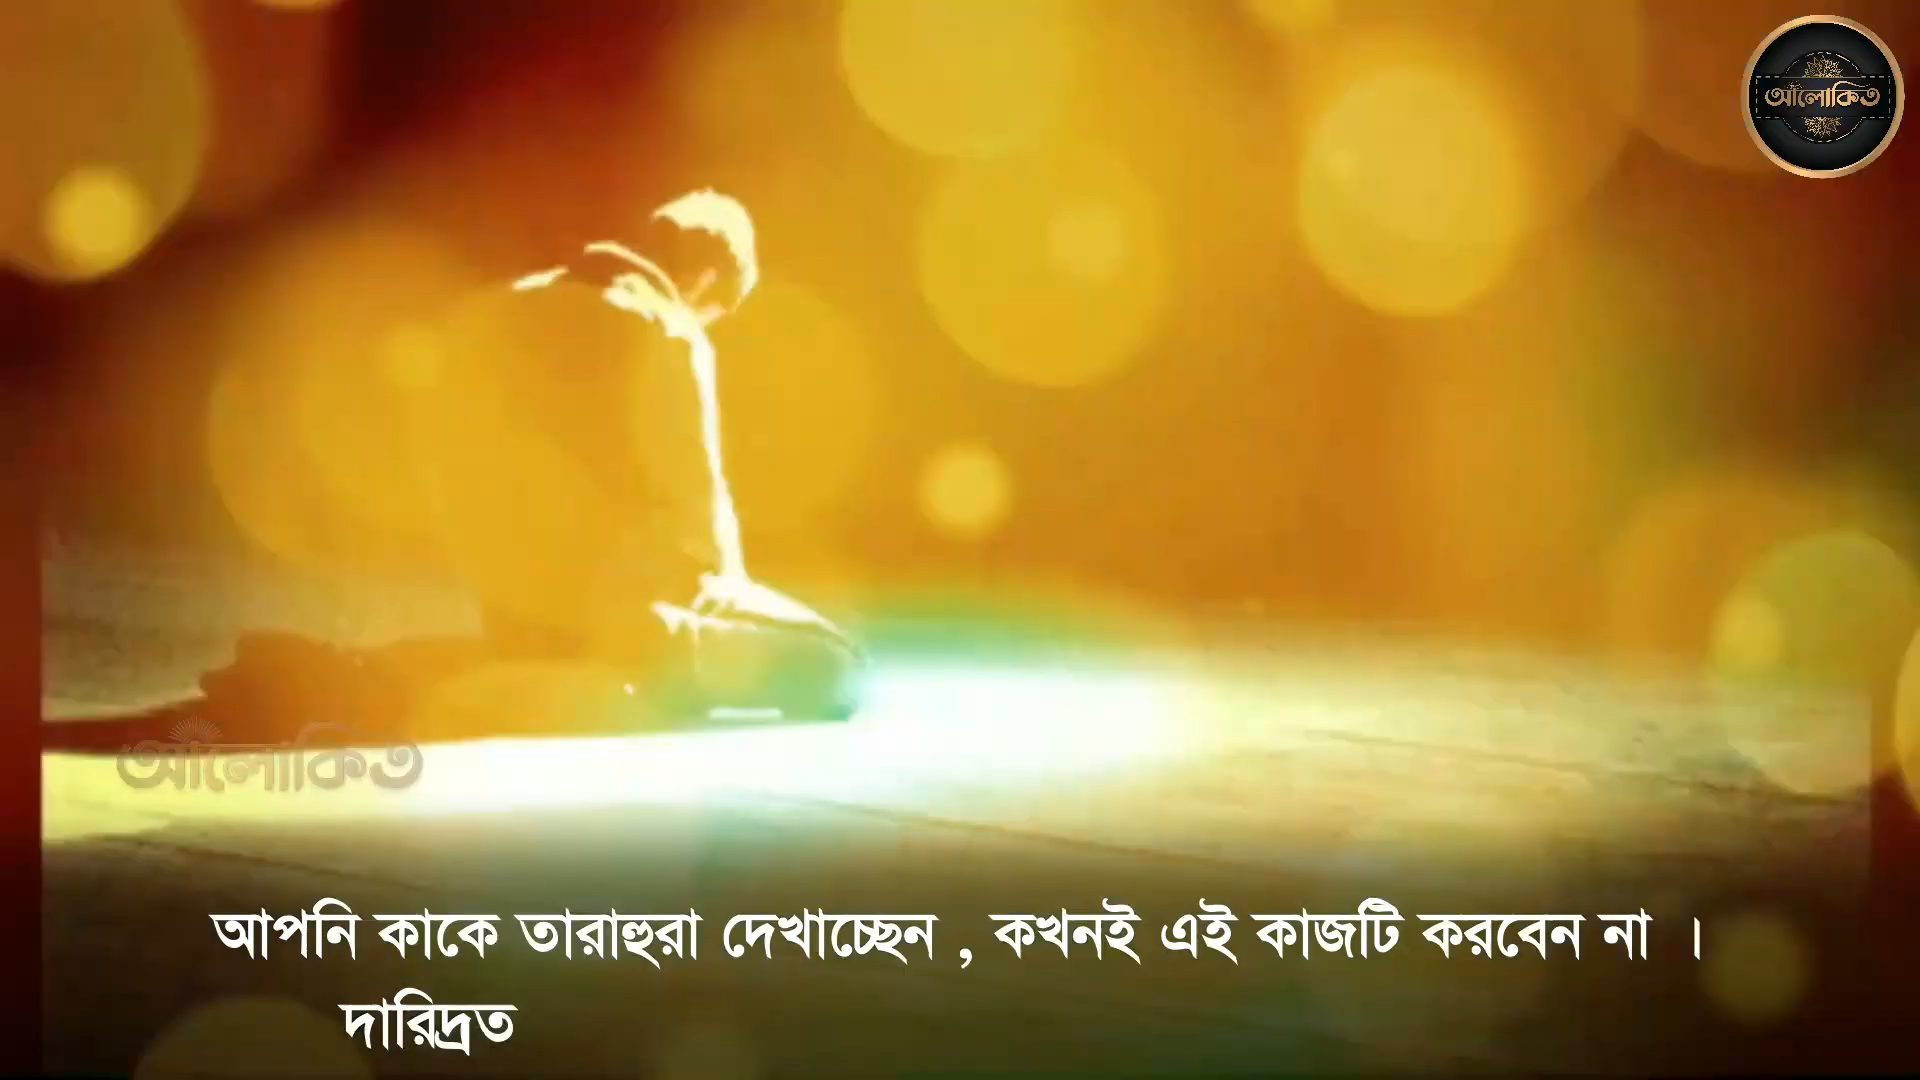 আলোকিত
আলোকিত
আপনি কাকে তারাহুরা দেখাচ্ছেন , কখনই এই কাজটি করবেন না ।
দারিদ্রত